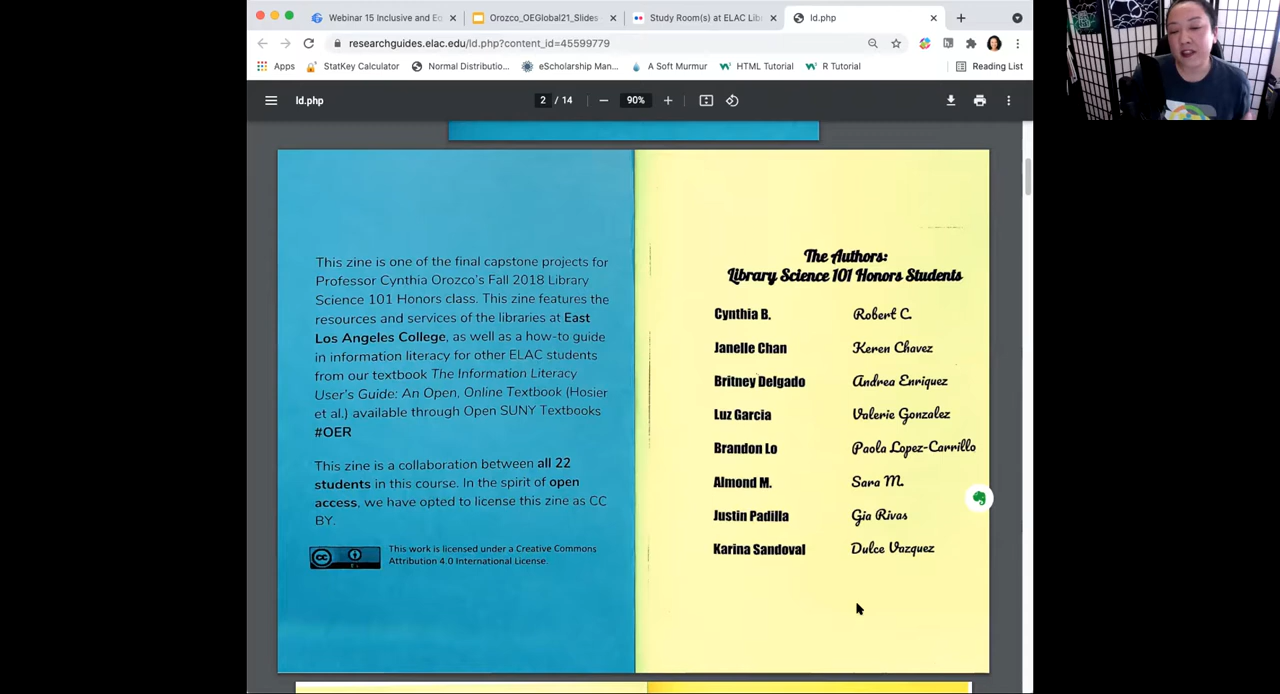 Webinar 15 Inclusive and Eq
Orozco_OEGlobal21_Slides
Study Room(s) at ELAC Lib
ld.php
researchguides.elac.edu/ld.php?content_id=45599779
Apps
StatKey Calculator
Normal Distributio...
eScholarship Man...
A Soft Murmur
HTML Tutorial
R Tutorial
Reading List
ld.php
2 / 14
90%
This zine is one of the final capstone projects for
Professor Cynthia Orozco's Fall 2018 Library
Science 101 Honors class. This zine features the
resources and services of the libraries at East
Los Angeles College, as well as a how-to guide
in information literacy for other ELAC students
from our textbook The Information Literacy
User's Guide: An Open, Online Textbook (Hosier
et al.) available through Open SUNY Textbooks
#OER
This zine is a collaboration between all 22
students in this course. In the spirit of open
access, we have opted to license this zine as CC
BY.
cc
This work is licensed under a Creative Commons
Attribution 4.0 International License.
The Authors:
Library Science 101 Honors Students
Cynthia B.
Robert C.
Janelle Chan
Keren Chavez
Britney Delgado
Andrea Enriquez
Luz Garcia
Valerie Gonzalez
Brandon Lo
Paola Lopez-Carrillo
Almond M.
Sara M.
Justin Padilla
Gia Rivas
Karina Sandoval
Dulce Vazquez